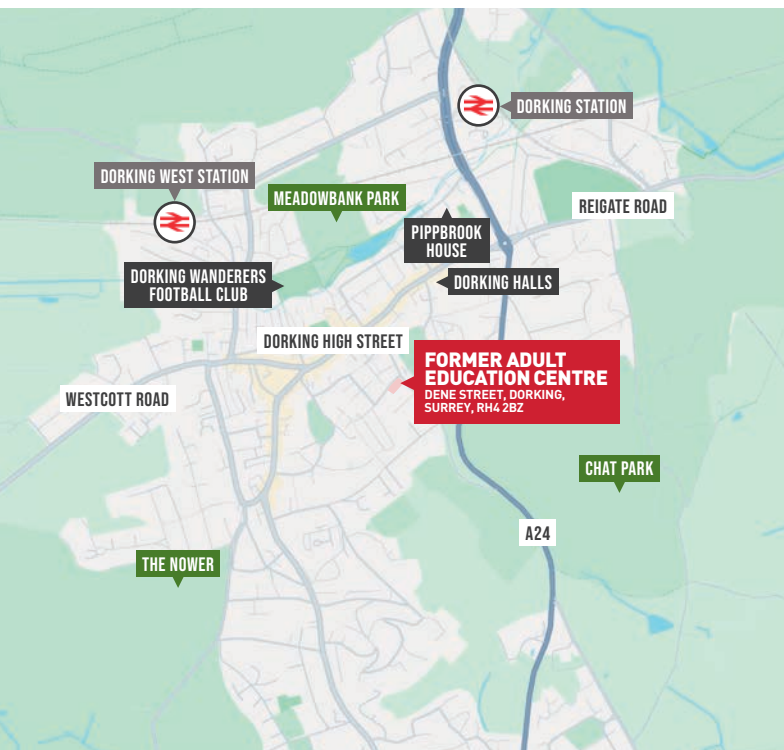 DORKING STATION
DORKING WEST STATION
MEADOWBANK PARK
REIGATE ROAD
PIPPBROOK
HOUSE
DORKING WANDERERS
FOOTBALL CLUB
DORKING HALLS
DORKING HIGH STREET
FORMER ADULT
EDUCATION CENTRE
DENE STREET, DORKING,
SURREY, RH4 2BZ
WESTCOTT ROAD
CHAT PARK
A24
THE NOWER